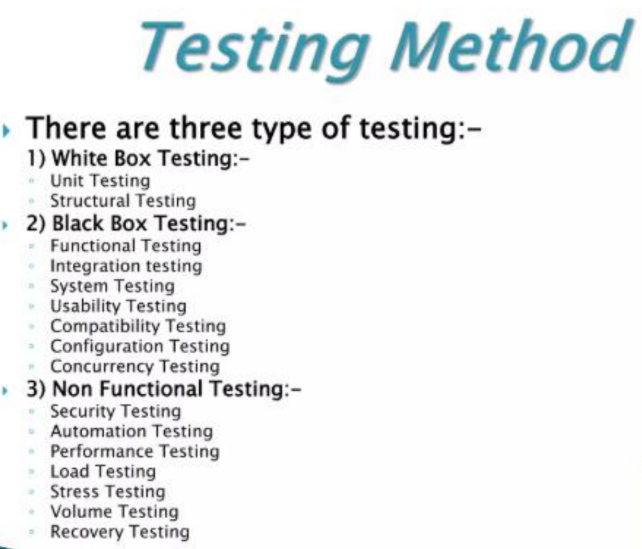 Testing Method
There are three type of testing:-
1) White Box Testing:-
Unit Testing
Structural Testing
2) Black Box Testing:-
Functional Testing
Integration testing
System Testing
Usability Testing
Compatibility Testing
Configuration Testing
Concurrency Testing
3) Non Functional Testing:-
Security Testing
Automation Testing
Performance Testing
Load Testing
Stress Testing
Volume Testing
Recovery Testing